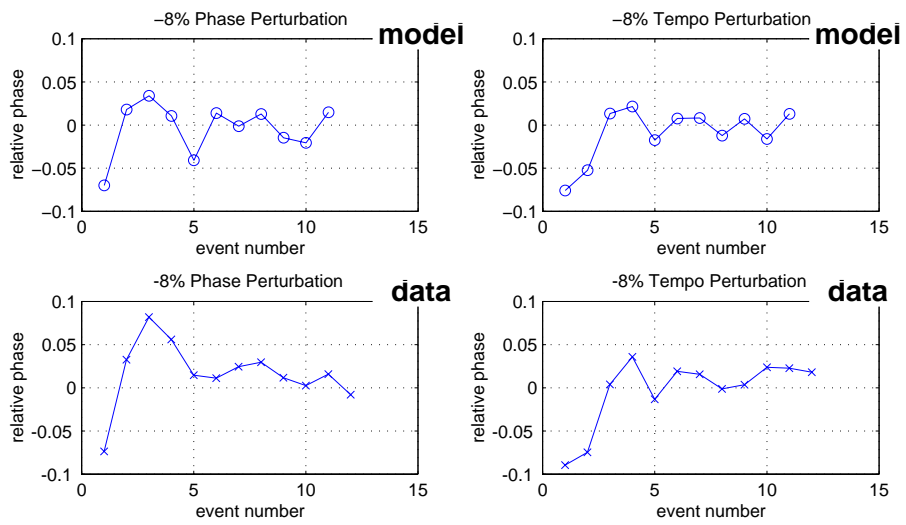 −8% Phase Perturbation
model
0.1
0.05
0
−0.05
−0.1
relative phase
0
5
10
15
event number
−8% Tempo Perturbation
model
0.1
0.05
0
−0.05
−0.1
relative phase
0
5
10
15
event number
-8% Phase Perturbation
data
0.1
0.05
0
-0.05
-0.1
relative phase
0
5
10
15
event number
-8% Tempo Perturbation
data
0.1
0.05
0
-0.05
-0.1
relative phase
0
5
10
15
event number